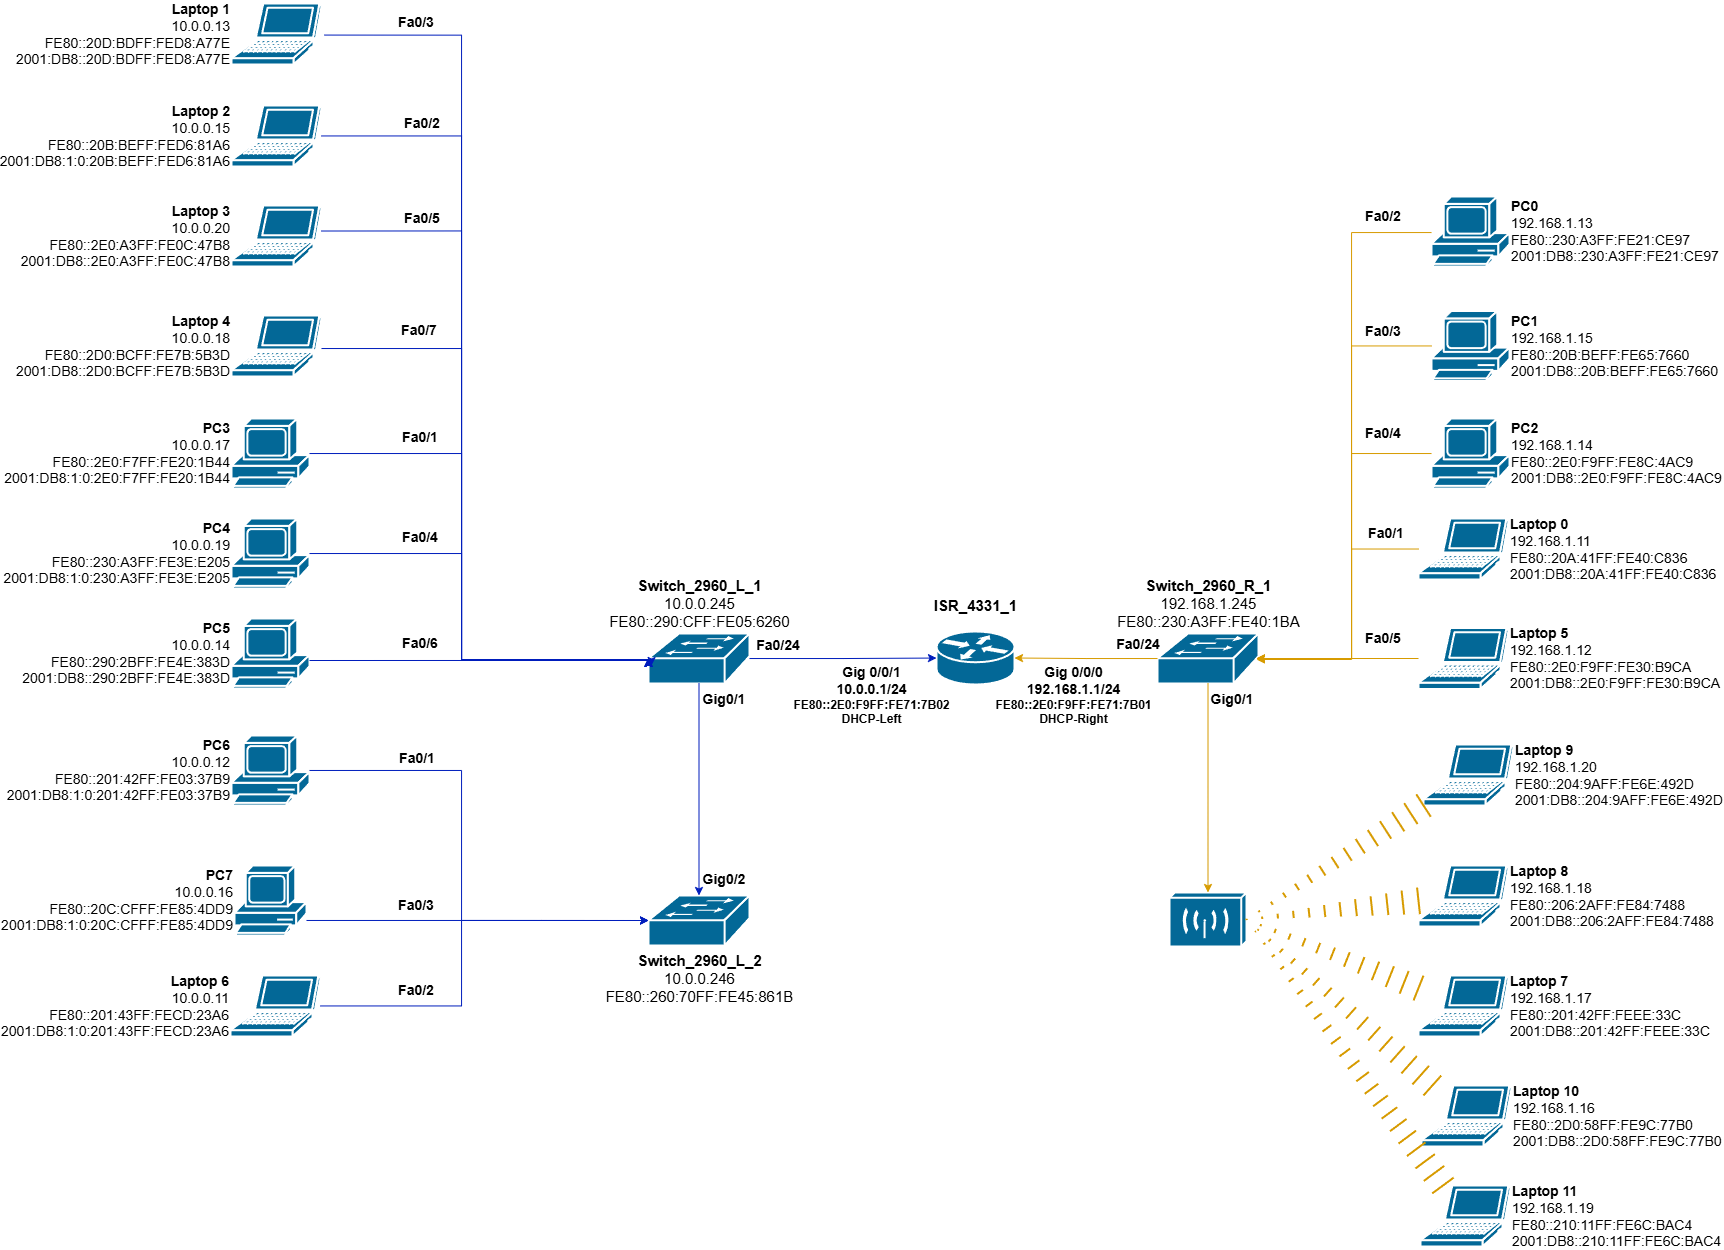 Laptop 1
10.0.0.13
FE80::20D:BDFF:FED8:A77E
2001:DB8::20D:BDFF:FED8:A77E
Fa0/3
Laptop 2
10.0.0.15
FE80::20B:BEFF:FED6:81A6
2001:DB8:1:0:20B:BEFF:FED6:81A6
Fa0/2
Laptop 3
10.0.0.20
FE80::2E0:A3FF:FE0C:47B8
2001:DB8::2E0:A3FF:FE0C:47B8
Fa0/5
Laptop 4
10.0.0.18
FE80::2D0:BCFF:FE7B:5B3D
2001:DB8::2D0:BCFF:FE7B:5B3D
Fa0/7
PC3
10.0.0.17
FE80::2E0:F7FF:FE20:1B44
2001:DB8:1:0:2E0:F7FF:FE20:1B44
Fa0/1
PC4
10.0.0.19
FE80::230:A3FF:FE3E:E205
2001:DB8:1:0:230:A3FF:FE3E:E205
Fa0/4
PC5
10.0.0.14
FE80::290:2BFF:FE4E:383D
2001:DB8::290:2BFF:FE4E:383D
Fa0/6
PC6
10.0.0.12
FE80::201:42FF:FE03:37B9
2001:DB8:1:0:201:42FF:FE03:37B9
Fa0/1
PC7
10.0.0.16
FE80::20C:CFFF:FE85:4DD9
2001:DB8:1:0:20C:CFFF:FE85:4DD9
Fa0/3
Laptop 6
10.0.0.11
FE80::201:43FF:FECD:23A6
2001:DB8:1:0:201:43FF:FECD:23A6
Fa0/2
Switch_2960_L_1
10.0.0.245
FE80::290:CFF:FE05:6260
Fa0/24
Gig0/1
Gig0/2
Switch_2960_L_2
10.0.0.246
FE80::260:70FF:FE45:861B
ISR_4331_1
Gig 0/0/1
10.0.0.1/24
FE80::2E0:F9FF:FE71:7B02
DHCP-Left
Gig 0/0/0
192.168.1.1/24
FE80::2E0:F9FF:FE71:7B01
DHCP-Right
Switch_2960_R_1
192.168.1.245
FE80::230:A3FF:FE40:1BA
Fa0/24
Gig0/1
Fa0/2
PC0
192.168.1.13
FE80::230:A3FF:FE21:CE97
2001:DB8::230:A3FF:FE21:CE97
Fa0/3
PC1
192.168.1.15
FE80::20B:BEFF:FE65:7660
2001:DB8::20B:BEFF:FE65:7660
Fa0/4
PC2
192.168.1.14
FE80::2E0:F9FF:FE8C:4AC9
2001:DB8::2E0:F9FF:FE8C:4AC9
Fa0/1
Laptop 0
192.168.1.11
FE80::20A:41FF:FE40:C836
2001:DB8::20A:41FF:FE40:C836
Fa0/5
Laptop 5
192.168.1.12
FE80::2E0:F9FF:FE30:B9CA
2001:DB8::2E0:F9FF:FE30:B9CA
Laptop 9
192.168.1.20
FE80::204:9AFF:FE6E:492D
2001:DB8::204:9AFF:FE6E:492D
Laptop 8
192.168.1.18
FE80::206:2AFF:FE84:7488
2001:DB8::206:2AFF:FE84:7488
Laptop 7
192.168.1.17
FE80::201:42FF:FEEE:33C
2001:DB8::201:42FF:FEEE:33C
Laptop 10
192.168.1.16
FE80::2D0:58FF:FE9C:77B0
2001:DB8::2D0:58FF:FE9C:77B0
Laptop 11
192.168.1.19
FE80::210:11FF:FE6C:BAC4
2001:DB8::210:11FF:FE6C:BAC4